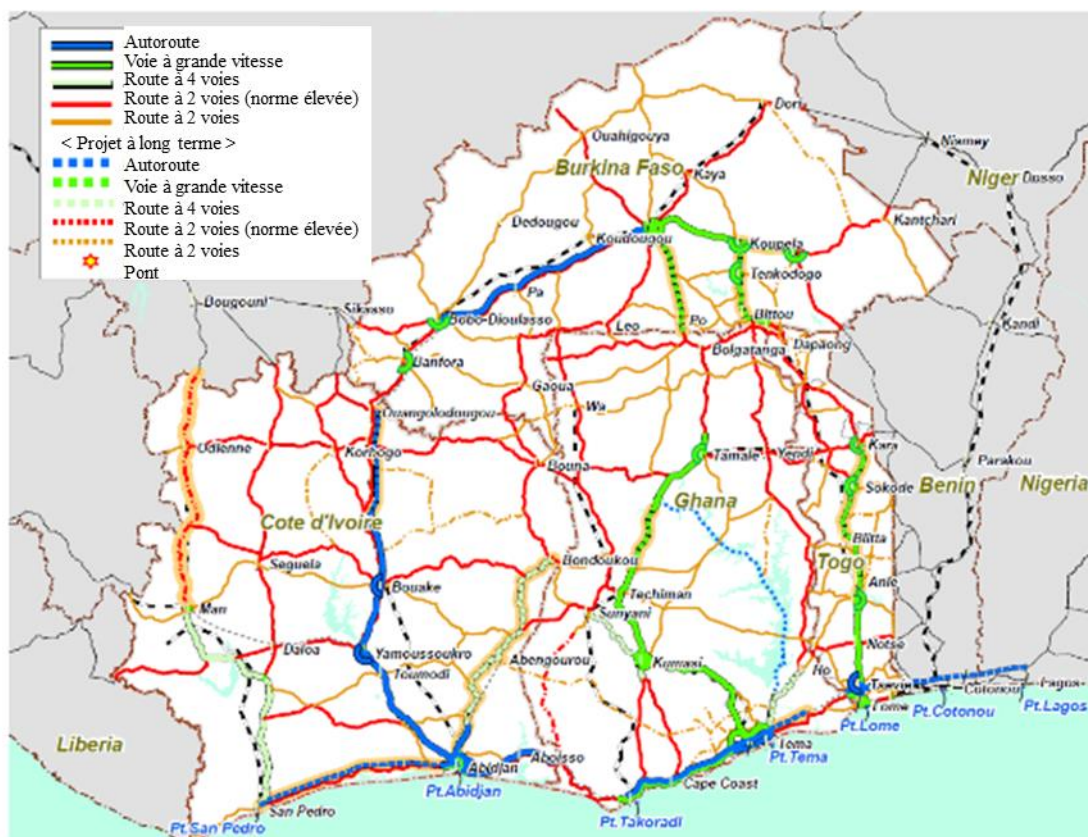 Autoroute
Voie à grande vitesse
Route à 4 voies
Route à 2 voies (norme élevée)
Route à 2 voies
< Projet à long terme >
Autoroute
Voie à grande vitesse
Route à 4 voies
Route à 2 voies (norme élevée)
Route à 2 voies
Pont
Dori
Ouahigouya
Niamey
Burkina Faso
Kaya
Niger
Dosso
Dedougou
Kantchari
Koudougou
Koupela
Tenkodogo
Bougouni
Sikasso
Pa
Bobo-Dioulasso
Leo
Po
Bittou
Kandi
Banfora
Bolgatanga
Dapaong
Gaoua
Ouangolodougou
Wa
Odienne
Korhogo
Bouna
Tamale
Yendi
Kara
Parakou
Sokode
Benin
Nigeria
Ghana
Cote d'Ivoire
Blitta
Togo
Seguela
Bondoukou
Bouake
Anie
Techiman
Man
Sunyani
Daloa
Yamoussoukro
Abengourou
Notse
Toumodi
Kumasi
Ho
Tsevie
Lome
Cotonou
Lagos
Pt.Lome
Pt.Cotonou
Pt.Lagos
Liberia
Abidjan
Aboisso
Tema
Pt.Tema
Cape Coast
Pt.Abidjan
San Pedro
Pt.San Pedro
Pt.Takoradi